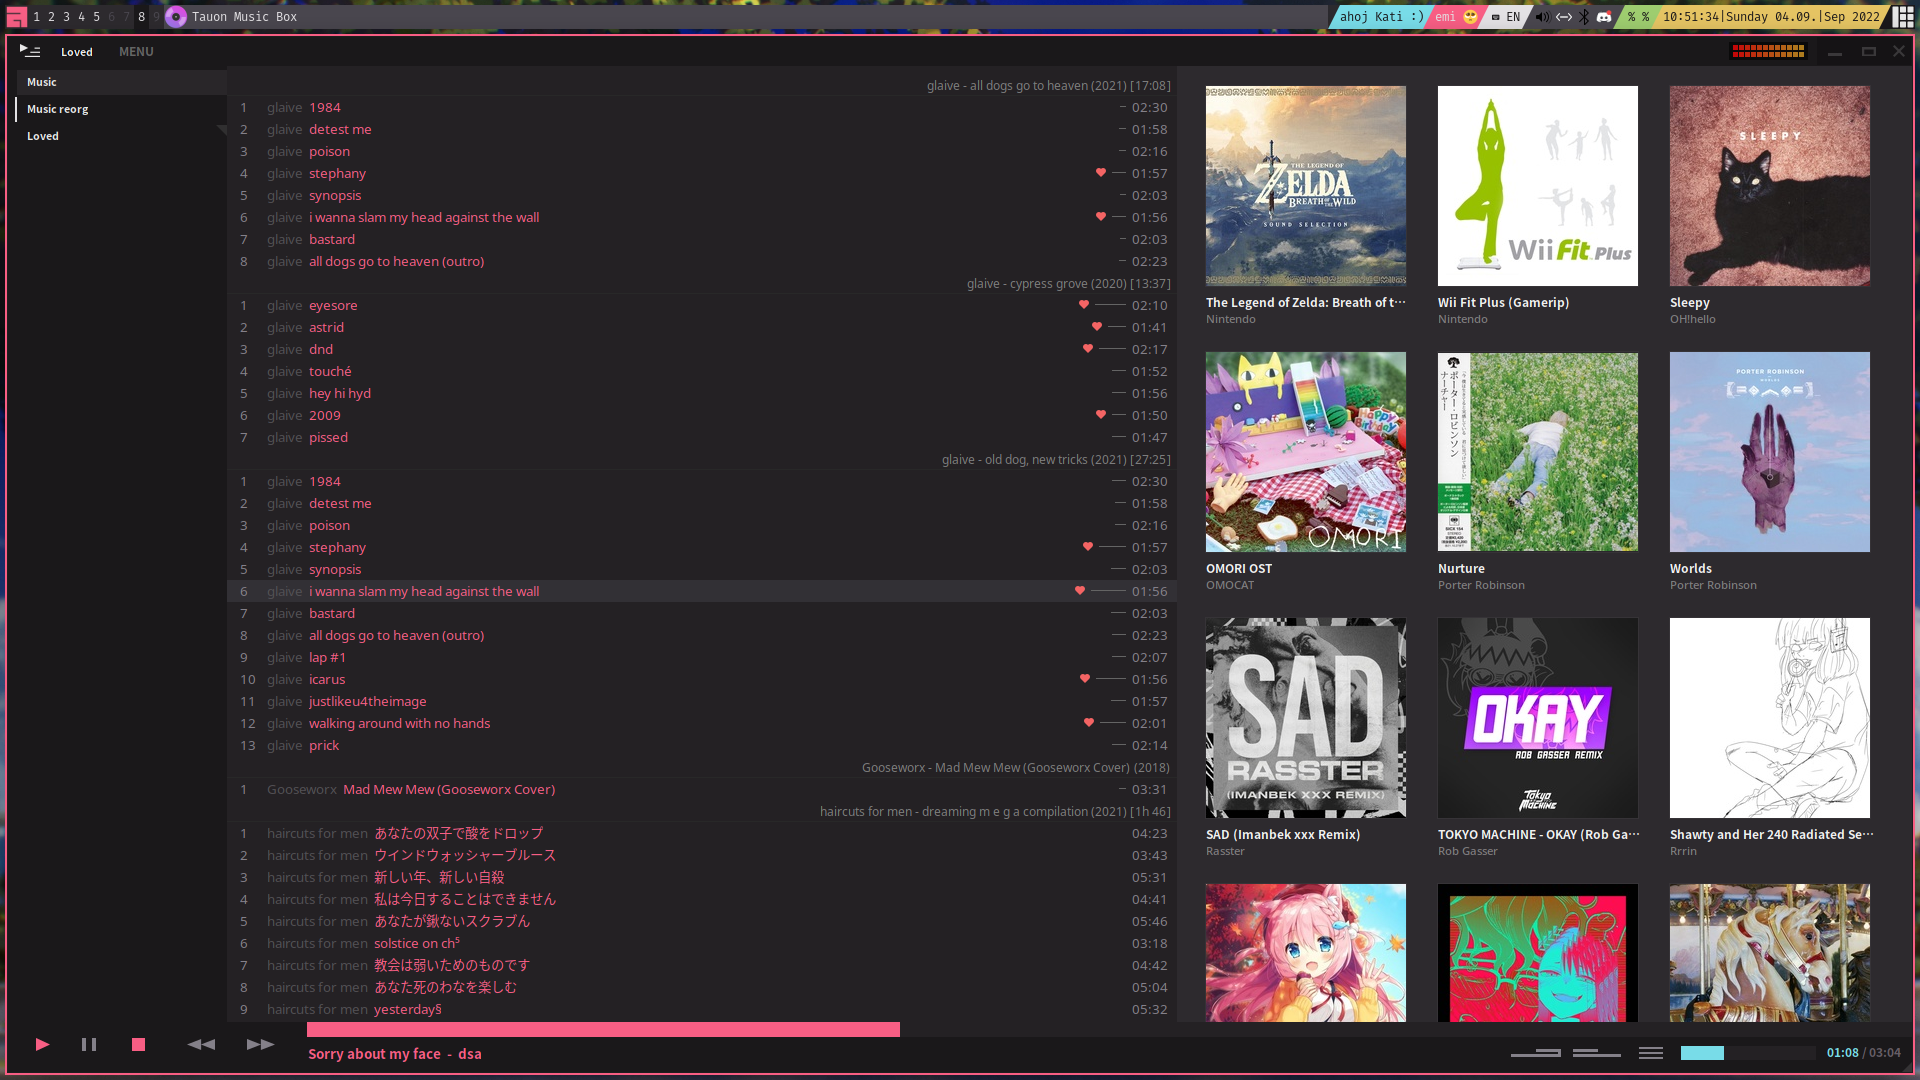 1 2 3 4 5 6 7 8 9 Tauon Music Box
ahoj Kati :) emi EN % % 10:51:34|Sunday 04.09.|Sep 2022
Loved MENU
Music
Music reorg
Loved
glaive - all dogs go to heaven (2021) [17:08]
1 glaive 1984 02:30
2 glaive detest me 01:58
3 glaive poison 02:16
4 glaive stephany 01:57
5 glaive synopsis 02:03
6 glaive i wanna slam my head against the wall 01:56
7 glaive bastard 02:03
8 glaive all dogs go to heaven (outro) 02:23
glaive - cypress grove (2020) [13:37]
1 glaive eyesore 02:10
2 glaive astrid 01:41
3 glaive dnd 02:17
4 glaive touché 01:52
5 glaive hey hi hyd 01:56
6 glaive 2009 01:50
7 glaive pissed 01:47
glaive - old dog, new tricks (2021) [27:25]
1 glaive 1984 02:30
2 glaive detest me 01:58
3 glaive poison 02:16
4 glaive stephany 01:57
5 glaive synopsis 02:03
6 glaive i wanna slam my head against the wall 01:56
7 glaive bastard 02:03
8 glaive all dogs go to heaven (outro) 02:23
9 glaive lap #1 02:07
10 glaive icarus 01:56
11 glaive justlikeu4theimage 01:57
12 glaive walking around with no hands 02:01
13 glaive prick 02:14
Gooseworx - Mad Mew Mew (Gooseworx Cover) (2018)
1 Gooseworx Mad Mew Mew (Gooseworx Cover) 03:31
haircuts for men - dreaming m e g a compilation (2021) [1h 46]
1 haircuts for men あなたの双子で酸をドロップ 04:23
2 haircuts for men ウインドウォッシャーブルース 03:43
3 haircuts for men 新しい年、新しい自殺 05:31
4 haircuts for men 私は今日することはできません 04:41
5 haircuts for men あなたが鍬ないスクラブん 05:46
6 haircuts for men solstice on ch⁵ 03:18
7 haircuts for men 教会は弱いためのものです 04:42
8 haircuts for men あなた死のわなを楽しむ 05:04
9 haircuts for men yesterday§ 05:32
THE LEGEND OF
ZELDA
BREATH OF THE WILD
SOUND SELECTION
The Legend of Zelda: Breath of t···
Nintendo
Wii Fit Plus
Wii Fit Plus (Gamerip)
Nintendo
SLEEPY
Sleepy
OH!hello
HAPPY
BiRtHDAY
OMORI
OMORI OST
OMOCAT
ポーター・ロビンソン
ナーチャー
Nurture
Porter Robinson
PORTER ROBINSON
WORLDS
Worlds
Porter Robinson
SAD
RASSTER
(IMANBEK XXX REMIX)
SAD (Imanbek xxx Remix)
Rasster
OKAY
ROB GASSER REMIX
Tokyo
Machine
TOKYO MACHINE - OKAY (Rob Ga···
Rob Gasser
Shawty and Her 240 Radiated Se···
Rrrin
Sorry about my face - dsa
01:08 / 03:04